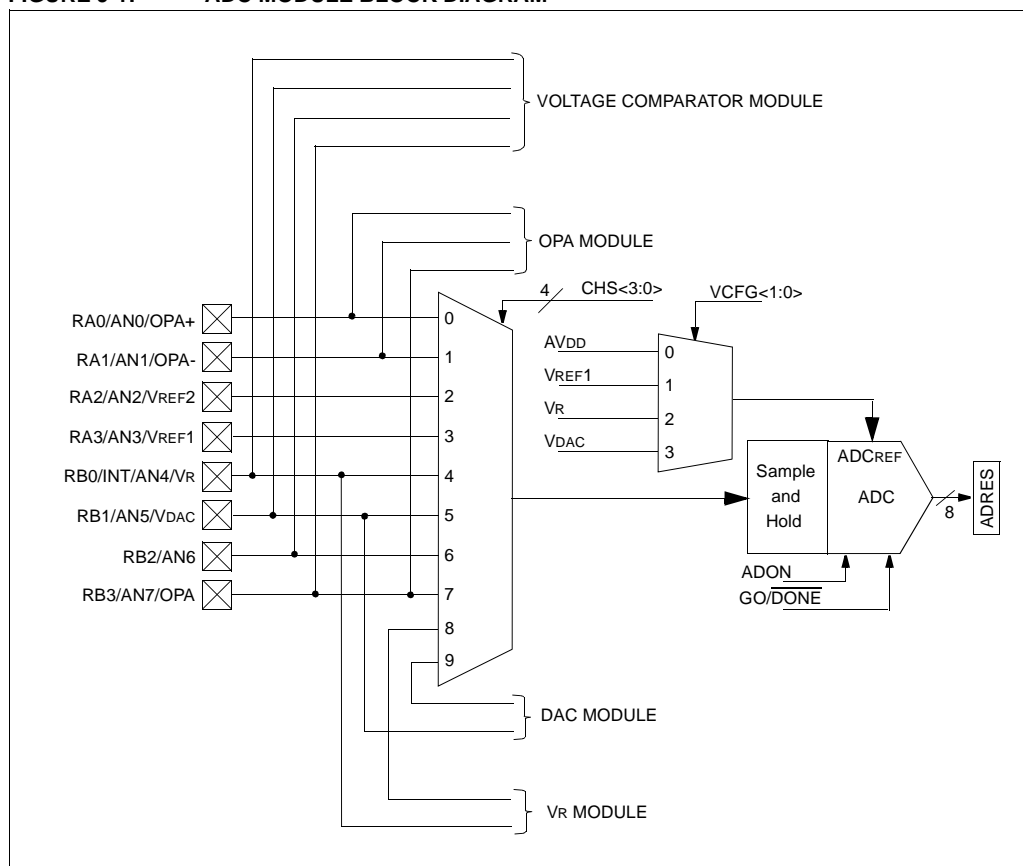 VOLTAGE COMPARATOR MODULE
OPA MODULE
4 CHS<3:0>
VCFG<1:0>
RA0/AN0/OPA+
RA1/AN1/OPA-
RA2/AN2/VREF2
RA3/AN3/VREF1
RB0/INT/AN4/VR
RB1/AN5/VDAC
RB2/AN6
RB3/AN7/OPA
0
1
2
3
4
5
6
7
8
9
AVDD 0
VREF1 1
VR 2
VDAC 3
Sample
and
Hold
ADCREF
ADC
8
ADRES
ADON
GO/DONE
DAC MODULE
VR MODULE